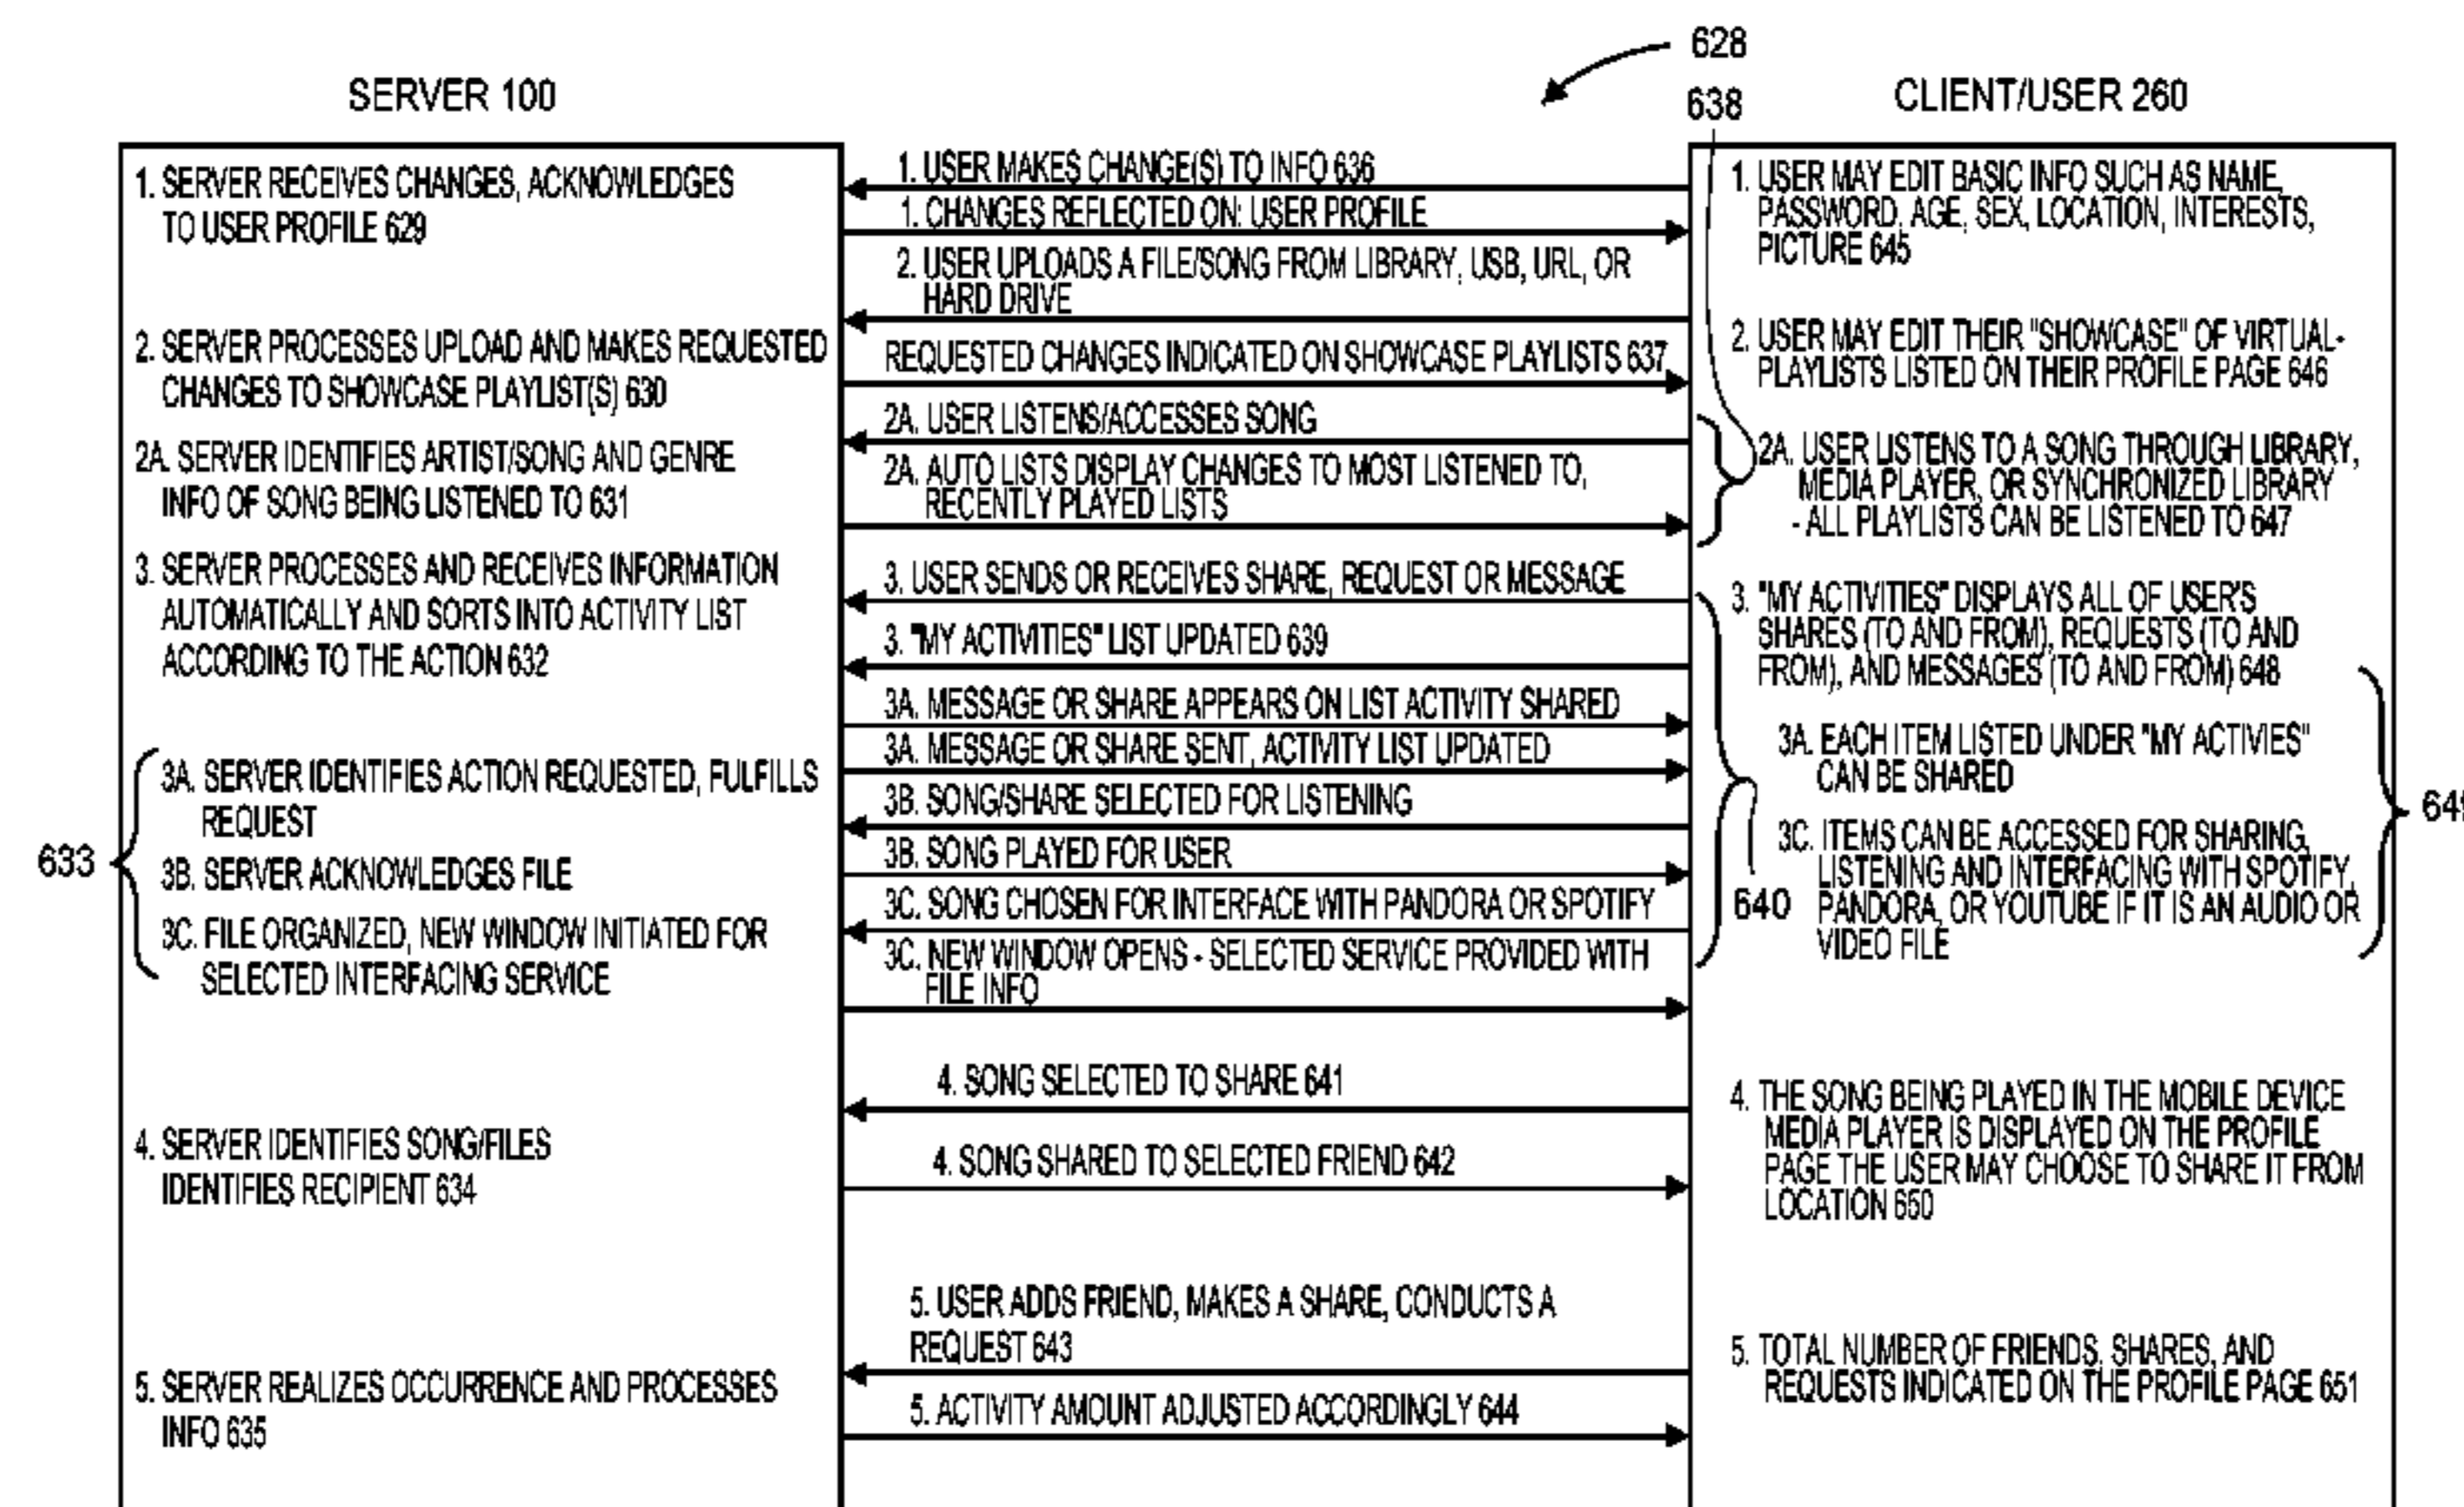 628
SERVER 100
638
CLIENT/USER 260
1. SERVER RECEIVES CHANGES, ACKNOWLEDGES
TO USER PROFILE 629
2. SERVER PROCESSES UPLOAD AND MAKES REQUESTED
CHANGES TO SHOWCASE PLAYLIST(S) 630
2A. SERVER IDENTIFIES ARTIST/SONG AND GENRE
INFO OF SONG BEING LISTENED TO 631
3. SERVER PROCESSES AND RECEIVES INFORMATION
AUTOMATICALLY AND SORTS INTO ACTIVITY LIST
ACCORDING TO THE ACTION 632
633
3A. SERVER IDENTIFIES ACTION REQUESTED, FULFILLS
REQUEST
3B. SERVER ACKNOWLEDGES FILE
3C. FILE ORGANIZED, NEW WINDOW INITIATED FOR
SELECTED INTERFACING SERVICE
4. SERVER IDENTIFIES SONG/FILES
IDENTIFIES RECIPIENT 634
5. SERVER REALIZES OCCURRENCE AND PROCESSES
INFO 635
1. USER MAKES CHANGE(S) TO INFO 636
1. CHANGES REFLECTED ON: USER PROFILE
2. USER UPLOADS A FILE/SONG FROM LIBRARY, USB, URL, OR
HARD DRIVE
REQUESTED CHANGES INDICATED ON SHOWCASE PLAYLISTS 637
2A. USER LISTENS/ACCESSES SONG
2A. AUTO LISTS DISPLAY CHANGES TO MOST LISTENED TO,
RECENTLY PLAYED LISTS
3. USER SENDS OR RECEIVES SHARE, REQUEST OR MESSAGE
3. "MY ACTIVITIES" LIST UPDATED 639
3A. MESSAGE OR SHARE APPEARS ON LIST ACTIVITY SHARED
3A. MESSAGE OR SHARE SENT, ACTIVITY LIST UPDATED
3B. SONG/SHARE SELECTED FOR LISTENING
3B. SONG PLAYED FOR USER
3C. SONG CHOSEN FOR INTERFACE WITH PANDORA OR SPOTIFY
3C. NEW WINDOW OPENS - SELECTED SERVICE PROVIDED WITH
FILE INFO
640
4. SONG SELECTED TO SHARE 641
4. SONG SHARED TO SELECTED FRIEND 642
5. USER ADDS FRIEND, MAKES A SHARE, CONDUCTS A
REQUEST 643
5. ACTIVITY AMOUNT ADJUSTED ACCORDINGLY 644
1. USER MAY EDIT BASIC INFO SUCH AS NAME,
PASSWORD, AGE, SEX, LOCATION, INTERESTS,
PICTURE 645
2. USER MAY EDIT THEIR "SHOWCASE" OF VIRTUAL-
PLAYLISTS LISTED ON THEIR PROFILE PAGE 646
2A. USER LISTENS TO A SONG THROUGH LIBRARY,
MEDIA PLAYER, OR SYNCHRONIZED LIBRARY
- ALL PLAYLISTS CAN BE LISTENED TO 647
3. "MY ACTIVITIES" DISPLAYS ALL OF USER'S
SHARES (TO AND FROM), REQUESTS (TO AND
FROM), AND MESSAGES (TO AND FROM) 648
3A. EACH ITEM LISTED UNDER "MY ACTIVIES"
CAN BE SHARED
3C. ITEMS CAN BE ACCESSED FOR SHARING,
LISTENING AND INTERFACING WITH SPOTIFY,
PANDORA, OR YOUTUBE IF IT IS AN AUDIO OR
VIDEO FILE
4. THE SONG BEING PLAYED IN THE MOBILE DEVICE
MEDIA PLAYER IS DISPLAYED ON THE PROFILE
PAGE THE USER MAY CHOOSE TO SHARE IT FROM
LOCATION 650
5. TOTAL NUMBER OF FRIENDS, SHARES, AND
REQUESTS INDICATED ON THE PROFILE PAGE 651